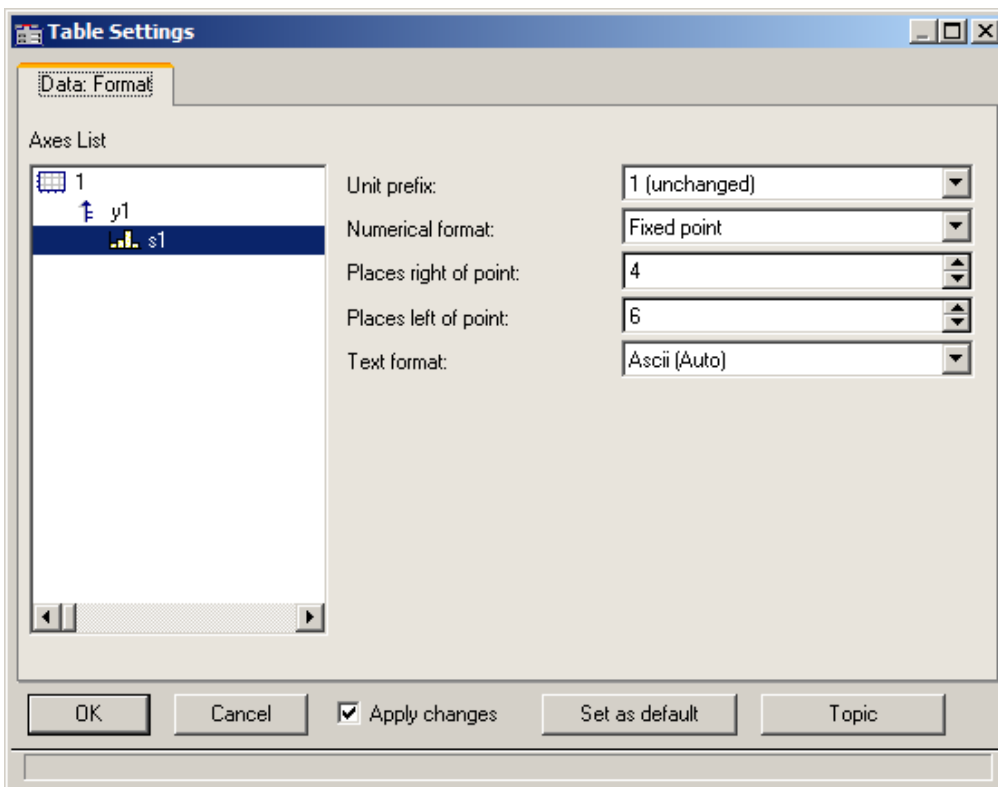 Table Settings
Data: Format
Axes List
1
y1
s1
Unit prefix: 1 (unchanged)
Numerical format: Fixed point
Places right of point: 4
Places left of point: 6
Text format: Ascii (Auto)
OK Cancel Apply changes Set as default Topic